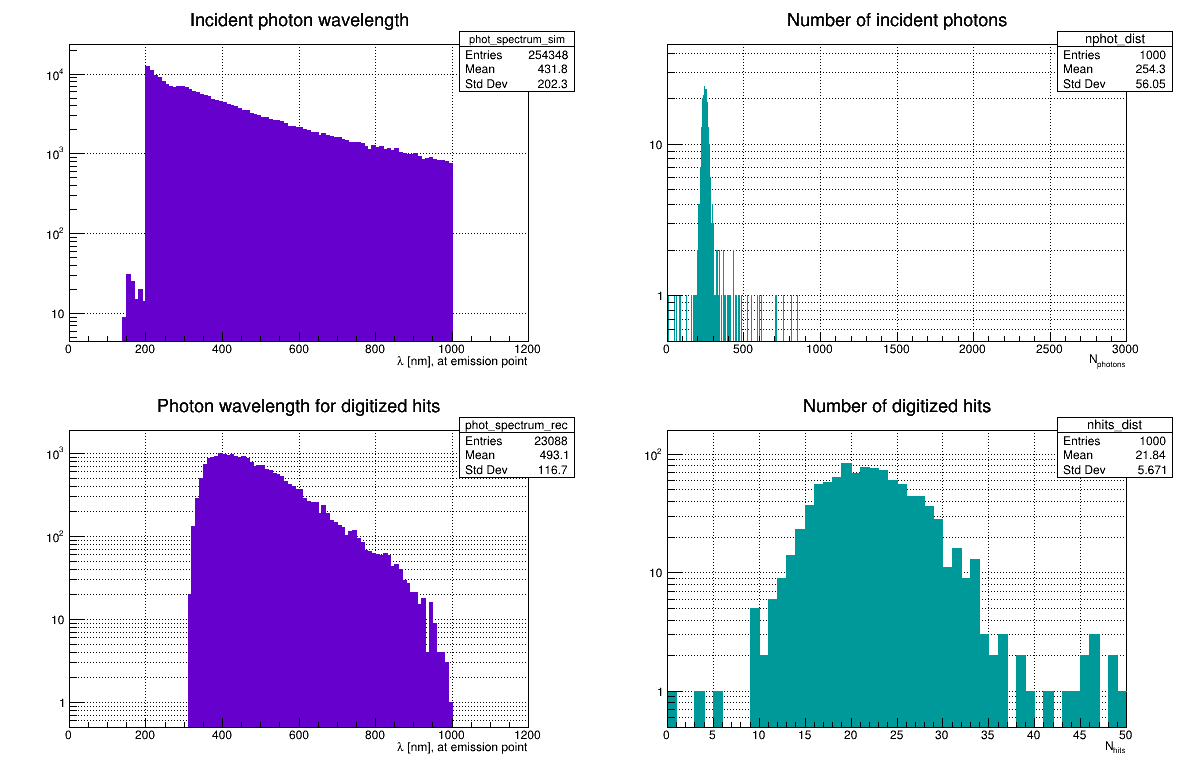 Incident photon wavelength
phot_spectrum_sim
Entries 254348
Mean 431.8
Std Dev 202.3
10^4
10^3
10^2
10
0 200 400 600 800 1000 1200
λ [nm], at emission point
Number of incident photons
nphot_dist
Entries 1000
Mean 254.3
Std Dev 56.05
10
1
0 500 1000 1500 2000 2500 3000
N_photons
Photon wavelength for digitized hits
phot_spectrum_rec
Entries 23088
Mean 493.1
Std Dev 116.7
10^3
10^2
10
1
0 200 400 600 800 1000 1200
λ [nm], at emission point
Number of digitized hits
nhits_dist
Entries 1000
Mean 21.84
Std Dev 5.671
10^2
10
1
0 5 10 15 20 25 30 35 40 45 50
N_hits